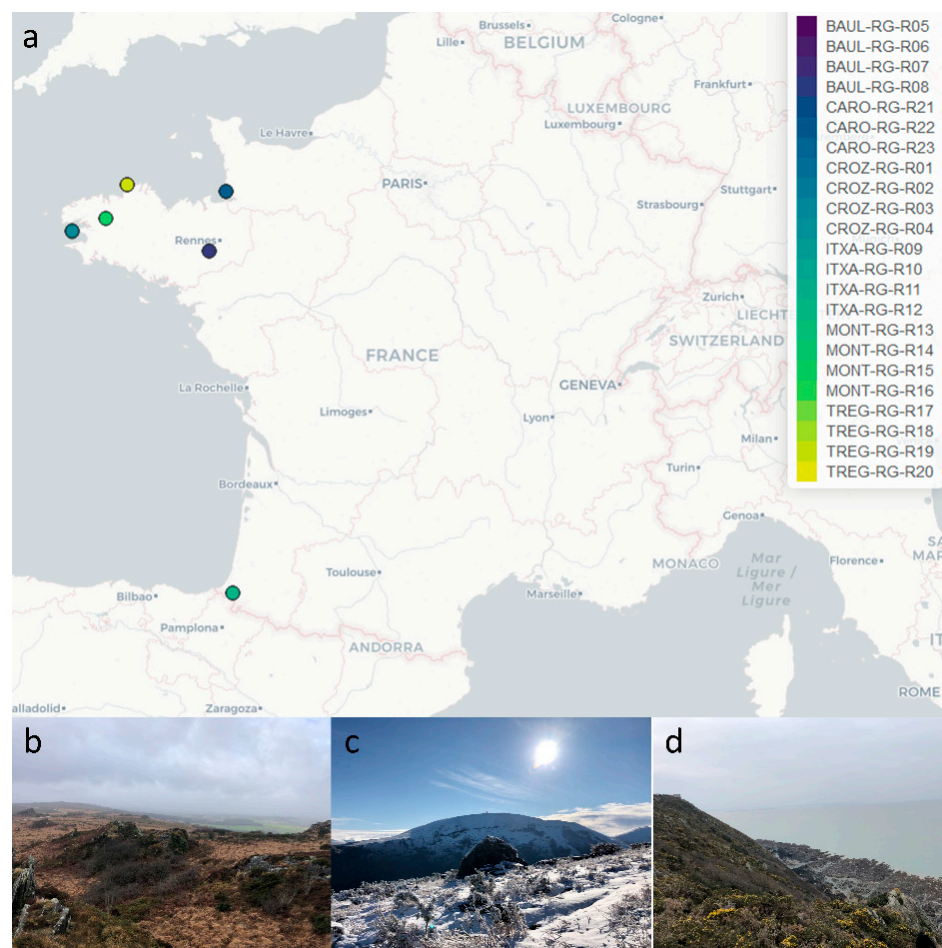 a
Brussels
Cologne
Lille
BELGIUM
Frankfurt
LUXEMBOURG
Luxembourg
Le Havre
PARIS
Stuttgart
Strasbourg
Rennes
Zurich
LIECHT
SWITZERLAND
FRANCE
GENEVA
La Rochelle
Limoges
Lyon
Milan
Turin
Bordeaux
Genoa
Florence
SA
MAR
MONACO
Mar
Ligure /
Mer
Ligure
Toulouse
Marseille
Bilbao
Pamplona
ANDORRA
IT
ROME
alladolid
Zaragoza
BAUL-RG-R05
BAUL-RG-R06
BAUL-RG-R07
BAUL-RG-R08
CARO-RG-R21
CARO-RG-R22
CARO-RG-R23
CROZ-RG-R01
CROZ-RG-R02
CROZ-RG-R03
CROZ-RG-R04
ITXA-RG-R09
ITXA-RG-R10
ITXA-RG-R11
ITXA-RG-R12
MONT-RG-R13
MONT-RG-R14
MONT-RG-R15
MONT-RG-R16
TREG-RG-R17
TREG-RG-R18
TREG-RG-R19
TREG-RG-R20
b
c
d